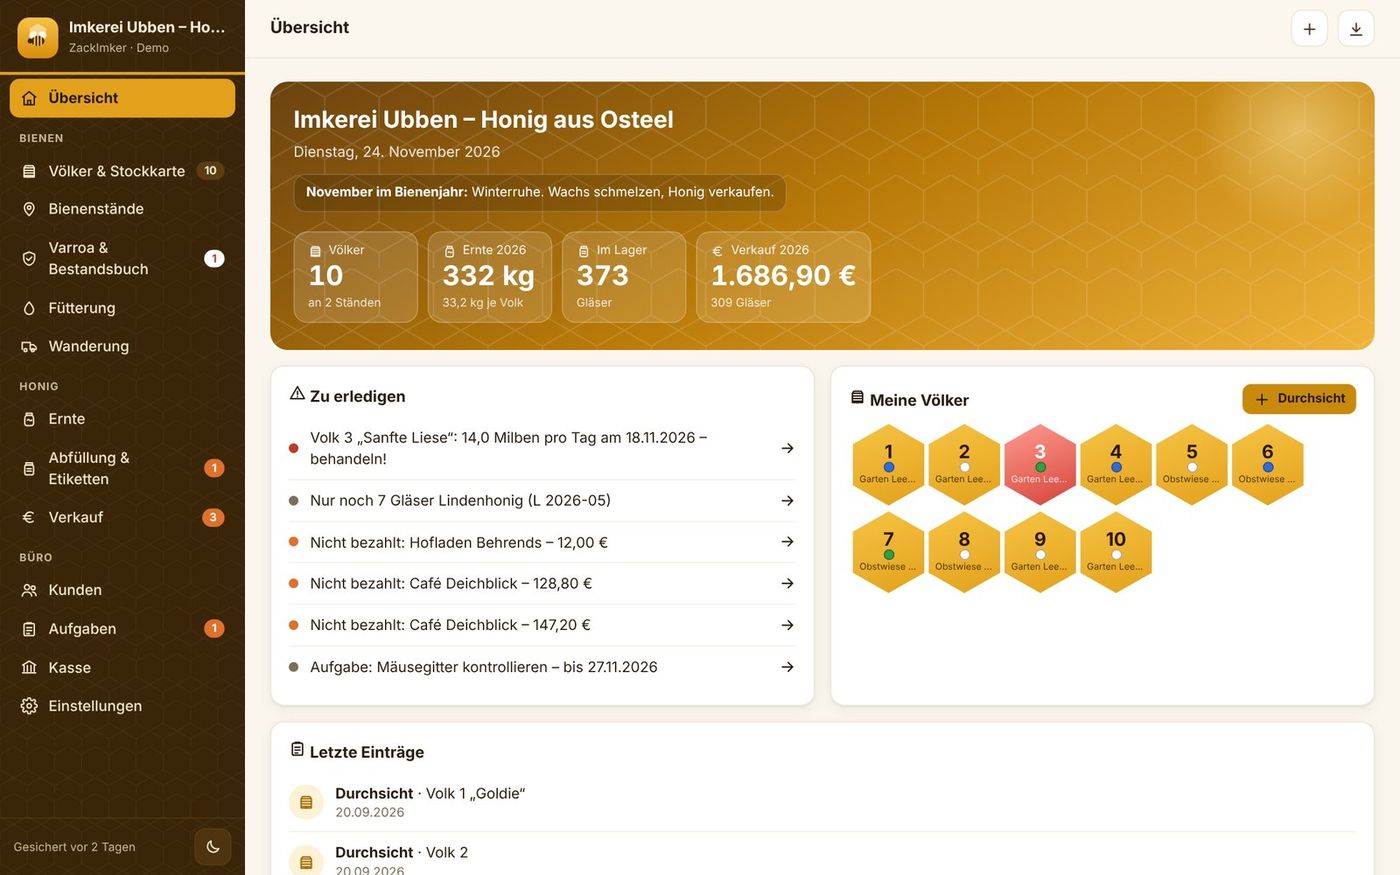 Imkerei Ubben – Ho...
ZackImker · Demo
Übersicht
BIENEN
Völker & Stockkarte 10
Bienenstände
Varroa &
Bestandsbuch 1
Fütterung
Wanderung
HONIG
Ernte
Abfüllung &
Etiketten 1
Verkauf 3
BÜRO
Kunden
Aufgaben 1
Kasse
Einstellungen
Gesichert vor 2 Tagen
Übersicht
Imkerei Ubben – Honig aus Osteel
Dienstag, 24. November 2026
November im Bienenjahr: Winterruhe. Wachs schmelzen, Honig verkaufen.
Völker
10
an 2 Ständen
Ernte 2026
332 kg
33,2 kg je Volk
Im Lager
373
Gläser
Verkauf 2026
1.686,90 €
309 Gläser
Zu erledigen
Volk 3 „Sanfte Liese“: 14,0 Milben pro Tag am 18.11.2026 –
behandeln!
Nur noch 7 Gläser Lindenhonig (L 2026-05)
Nicht bezahlt: Hofladen Behrends – 12,00 €
Nicht bezahlt: Café Deichblick – 128,80 €
Nicht bezahlt: Café Deichblick – 147,20 €
Aufgabe: Mäusegitter kontrollieren – bis 27.11.2026
Meine Völker
Durchsicht
1
Garten Lee...
2
Garten Lee...
3
Garten Lee...
4
Garten Lee...
5
Obstwiese ...
6
Obstwiese ...
7
Obstwiese ...
8
Obstwiese ...
9
Garten Lee...
10
Garten Lee...
Letzte Einträge
Durchsicht · Volk 1 „Goldie“
20.09.2026
Durchsicht · Volk 2
20.09.2026